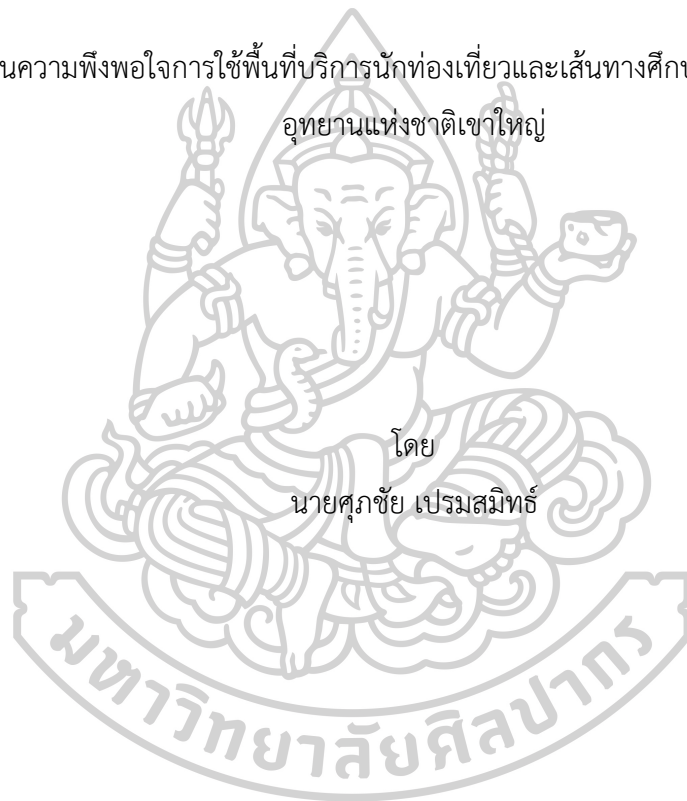 นความพึงพอใจการใช้พื้นที่บริการนักท่องเที่ยวและเส้นทางศึกษ
อุทยานแห่งชาติเขาใหญ่
โดย
นายศุภชัย เปรมสมิทธ์
มหาวิทยาลัยศิลปากร